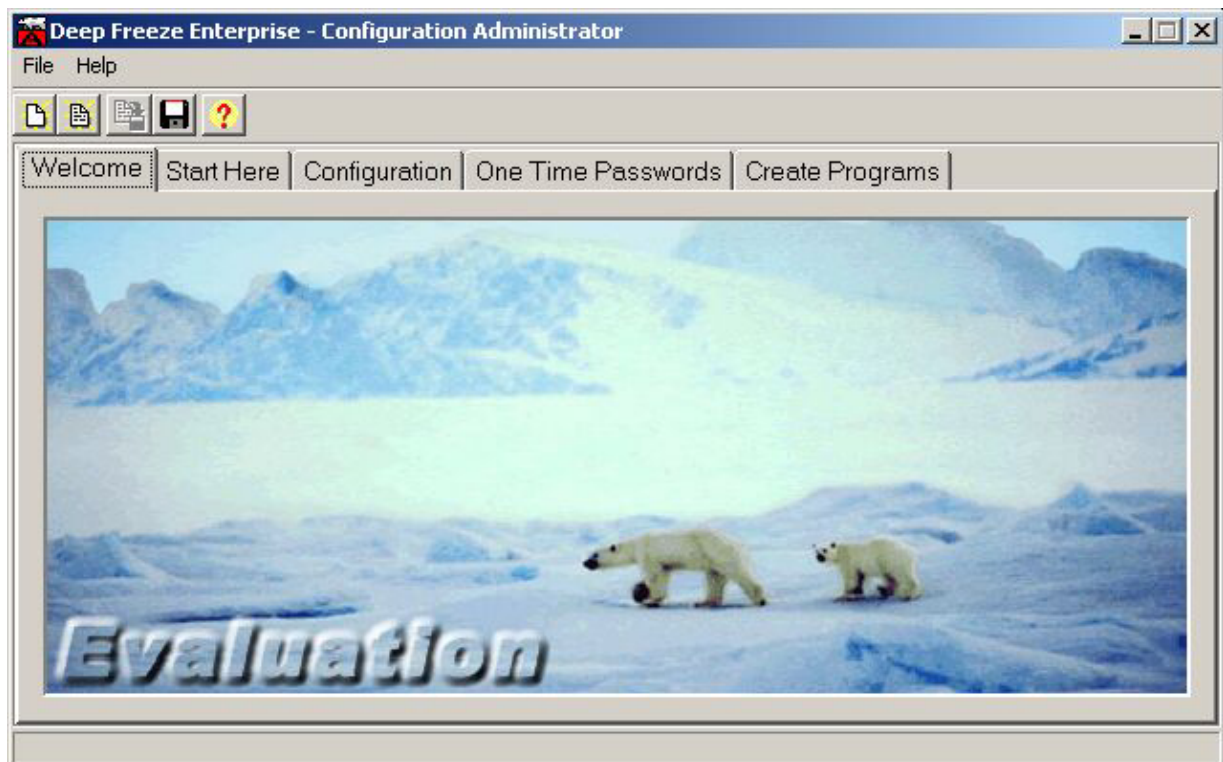 Deep Freeze Enterprise - Configuration Administrator
File Help
?
Welcome Start Here Configuration One Time Passwords Create Programs
Evaluation